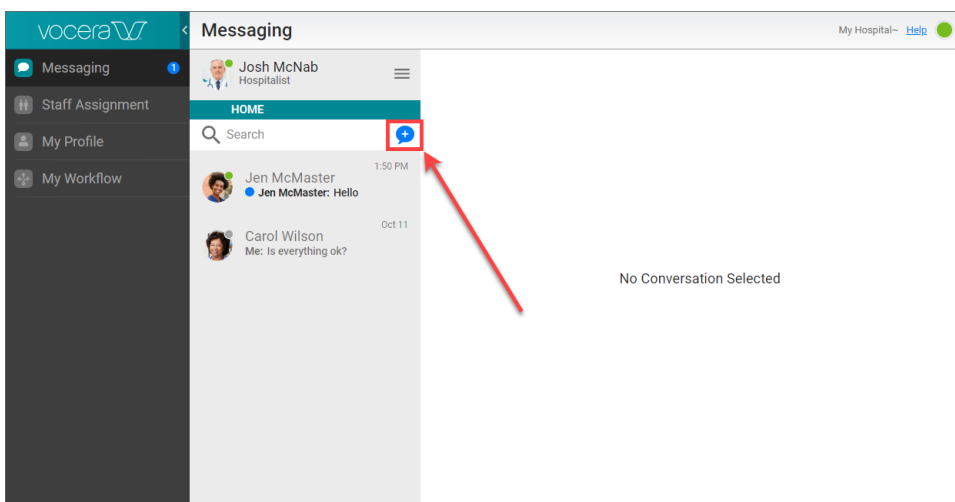 vocera
Messaging
My Hospital~ Help
Messaging 1
Staff Assignment
My Profile
My Workflow
Josh McNab
Hospitalist
HOME
Search
1:50 PM
Jen McMaster
Jen McMaster: Hello
Oct 11
Carol Wilson
Me: Is everything ok?
No Conversation Selected